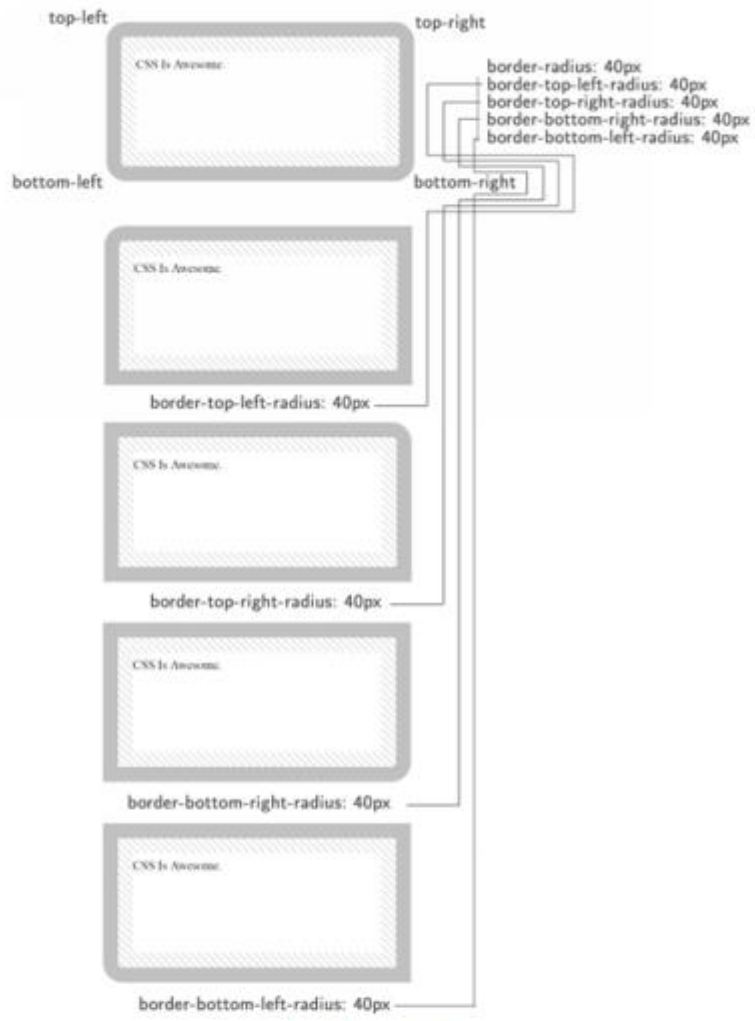 top-left
top-right
CSS Is Awesome.
border-radius: 40px
border-top-left-radius: 40px
border-top-right-radius: 40px
border-bottom-right-radius: 40px
border-bottom-left-radius: 40px
bottom-left
bottom-right
CSS Is Awesome.
border-top-left-radius: 40px
CSS Is Awesome.
border-top-right-radius: 40px
CSS Is Awesome.
border-bottom-right-radius: 40px
CSS Is Awesome.
border-bottom-left-radius: 40px